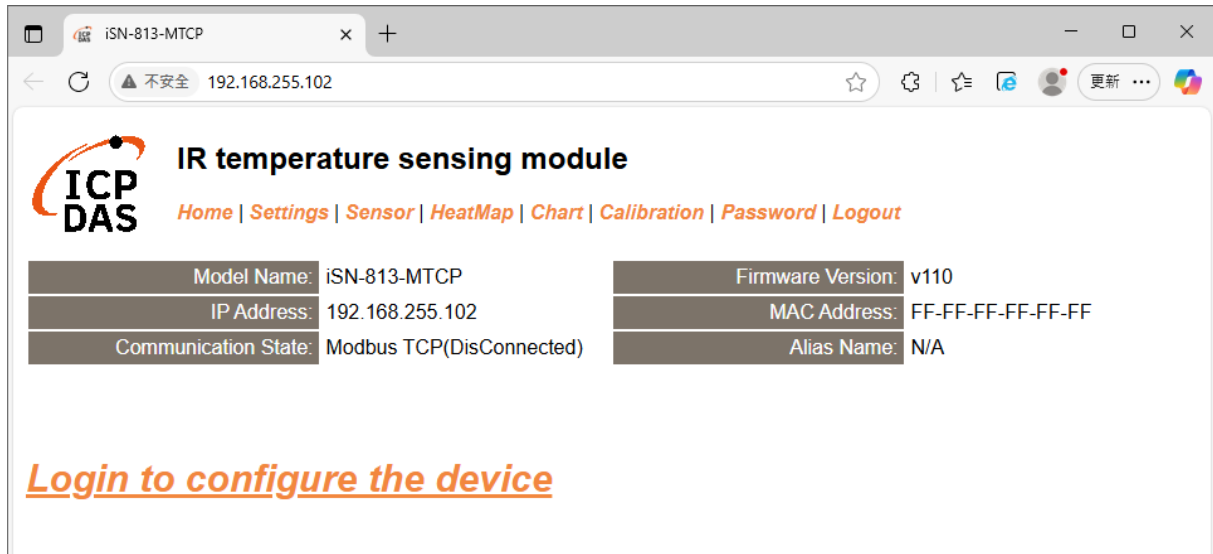 iSN-813-MTCP
不安全 192.168.255.102 更新
ICP DAS
IR temperature sensing module
Home | Settings | Sensor | HeatMap | Chart | Calibration | Password | Logout
Model Name: iSN-813-MTCP Firmware Version: v110
IP Address: 192.168.255.102 MAC Address: FF-FF-FF-FF-FF-FF
Communication State: Modbus TCP(DisConnected) Alias Name: N/A
Login to configure the device